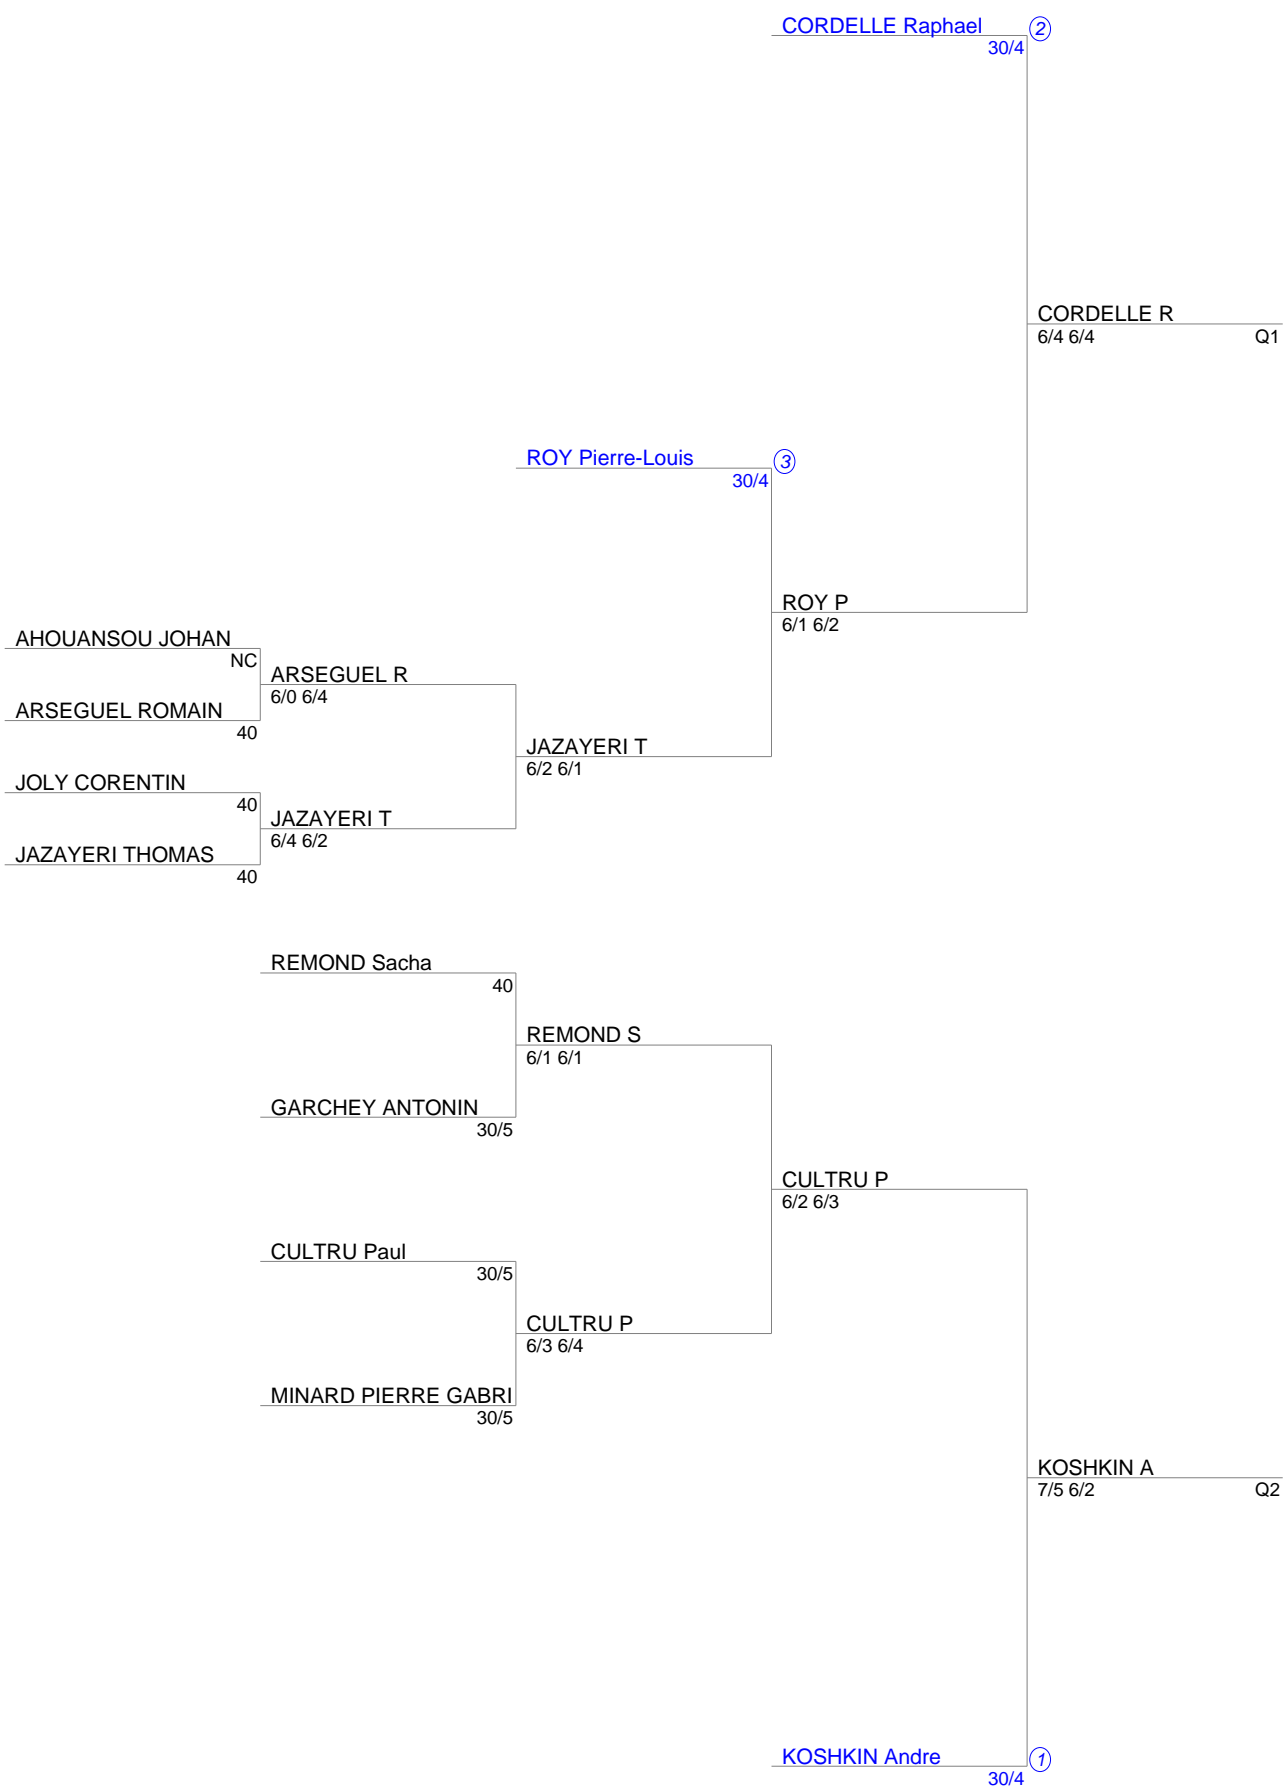 CORDELLE Raphael 2
30/4
CORDELLE R
6/4 6/4 Q1
ROY Pierre-Louis 3
30/4
ROY P
6/1 6/2
AHOUANSOU JOHAN
NC
ARSEGUEL R
6/0 6/4
ARSEGUEL ROMAIN
40
JAZAYERI T
6/2 6/1
JOLY CORENTIN
40
JAZAYERI T
6/4 6/2
JAZAYERI THOMAS
40
REMOND Sacha
40
REMOND S
6/1 6/1
GARCHEY ANTONIN
30/5
CULTRU P
6/2 6/3
CULTRU Paul
30/5
CULTRU P
6/3 6/4
MINARD PIERRE GABRI
30/5
KOSHKIN A
7/5 6/2 Q2
KOSHKIN Andre 1
30/4